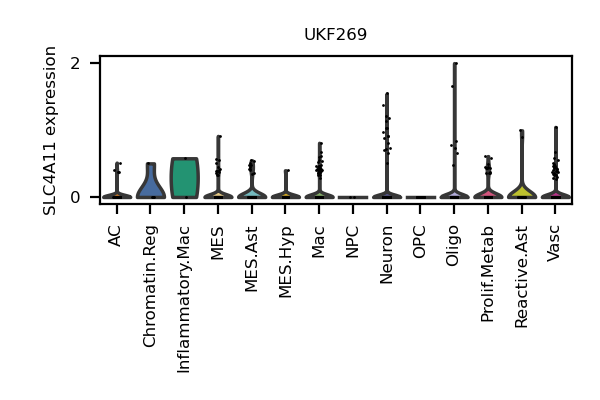 UKF269
SLC4A11 expression
2
0
AC
Chromatin.Reg
Inflammatory.Mac
MES
MES.Ast
MES.Hyp
Mac
NPC
Neuron
OPC
Oligo
Prolif.Metab
Reactive.Ast
Vasc